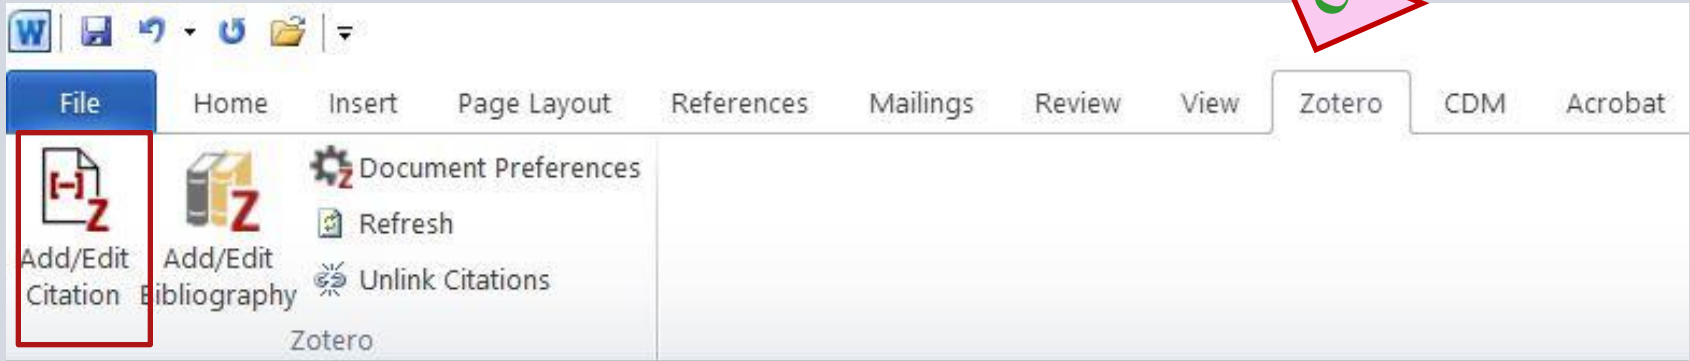 File Home Insert Page Layout References Mailings Review View Zotero CDM Acrobat
Document Preferences
Refresh
Unlink Citations
Add/Edit
Citation
Add/Edit
Bibliography
Zotero